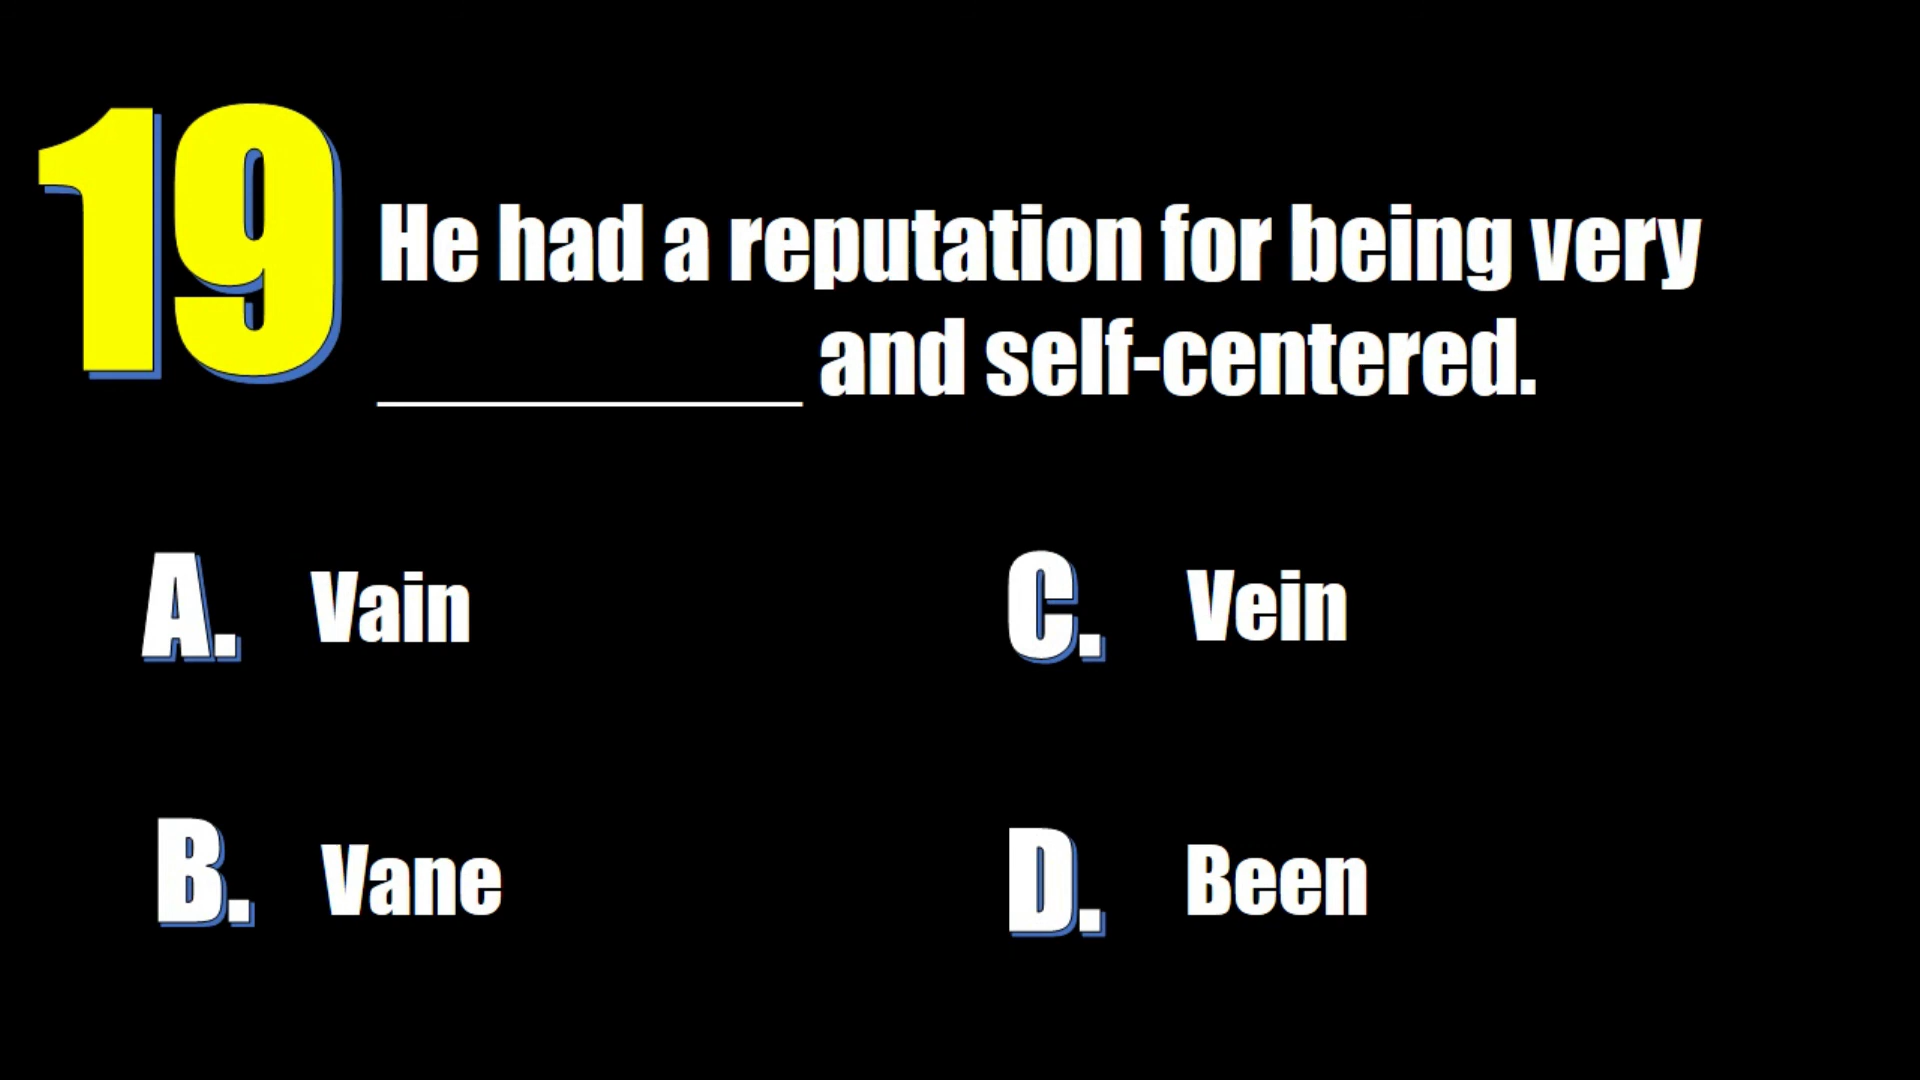 19
He had a reputation for being very
__________ and self-centered.
A. Vain
C. Vein
B. Vane
D. Been